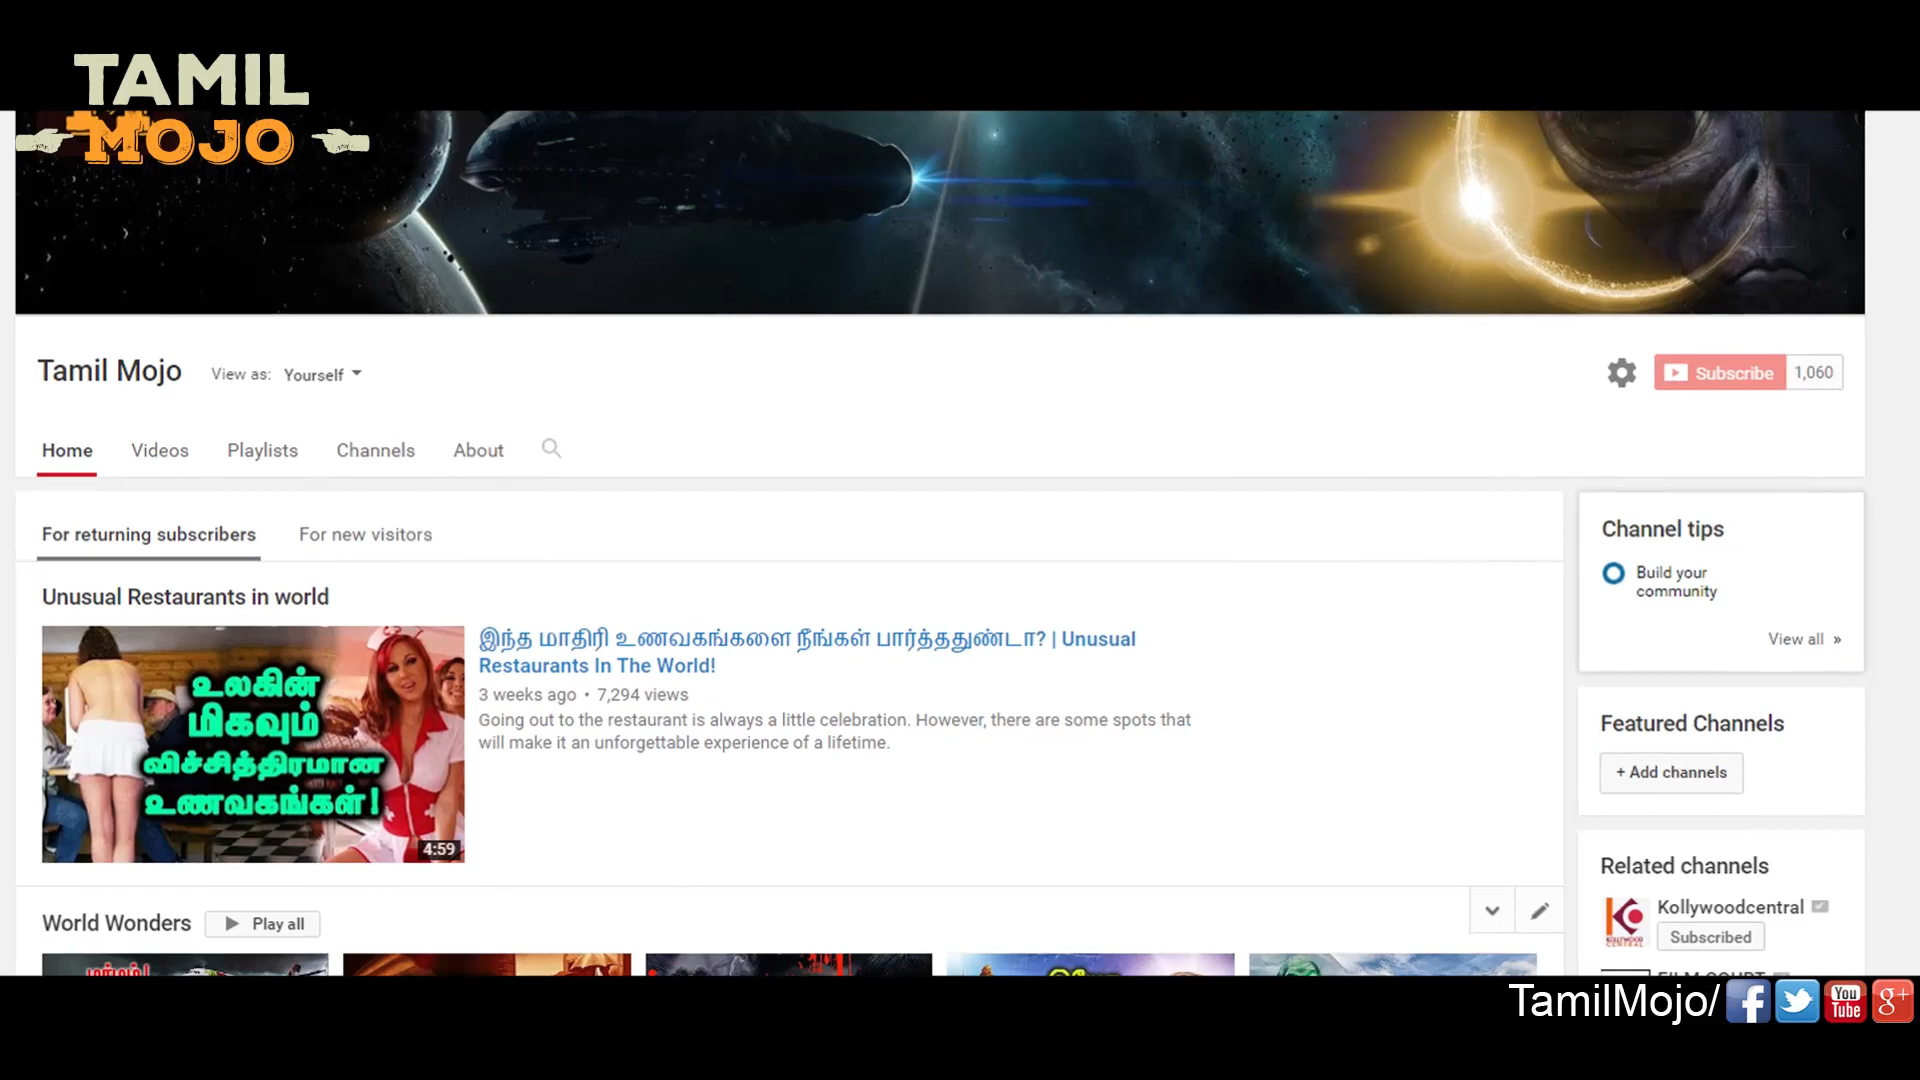 TAMIL
MOJO
Tamil Mojo
View as: Yourself
Subscribe 1,060
Home Videos Playlists Channels About
For returning subscribers For new visitors
Unusual Restaurants in world
உலகின்
மிகவும்
விச்சித்திரமான
உணவகங்கள்!
4:59
இந்த மாதிரி உணவகங்களை நீங்கள் பார்த்ததுண்டா? | Unusual
Restaurants In The World!
3 weeks ago • 7,294 views
Going out to the restaurant is always a little celebration. However, there are some spots that
will make it an unforgettable experience of a lifetime.
World Wonders Play all
Channel tips
Build your
community
View all »
Featured Channels
+ Add channels
Related channels
KOLLYWOOD
CENTRAL
Kollywoodcentral
Subscribed
TamilMojo/ f You Tube g+